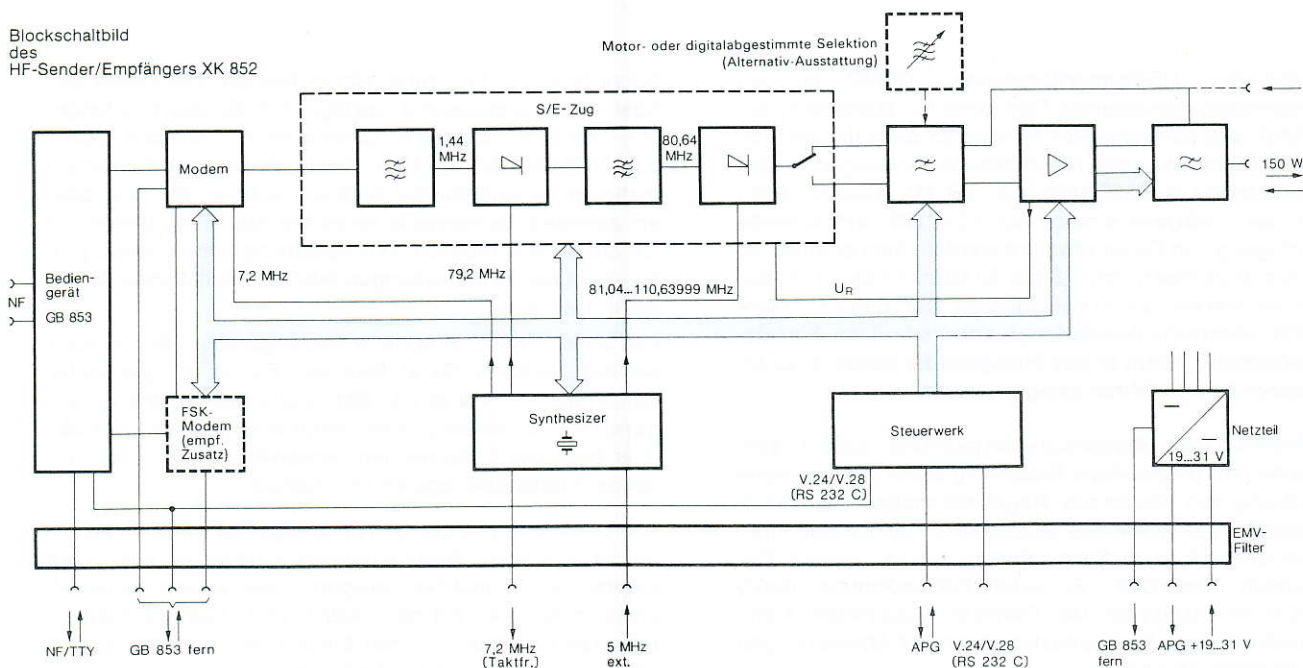 Blockschaltbild
des
HF-Sender/Empfängers XK 852
Motor- oder digitalabgestimmte Selektion
(Alternativ-Ausstattung)
S/E-Zug
Modem
1,44
MHz
80,64
MHz
150 W
7,2 MHz
79,2 MHz
81,04...110,63999 MHz
UR
NF
Bedien-
gerät
GB 853
FSK-
Modem
(empf.
Zusatz)
Synthesizer
Steuerwerk
Netzteil
19...31 V
V.24/V.28
(RS 232 C)
EMV-
Filter
NF/TTY
GB 853 fern
7,2 MHz
(Taktfr.)
5 MHz
ext.
APG
V.24/V.28
(RS 232 C)
GB 853
fern
APG
+19...31 V